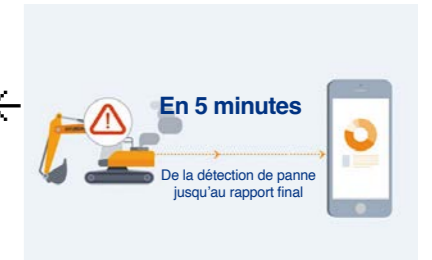 En 5 minutes
De la détection de panne
jusqu'au rapport final